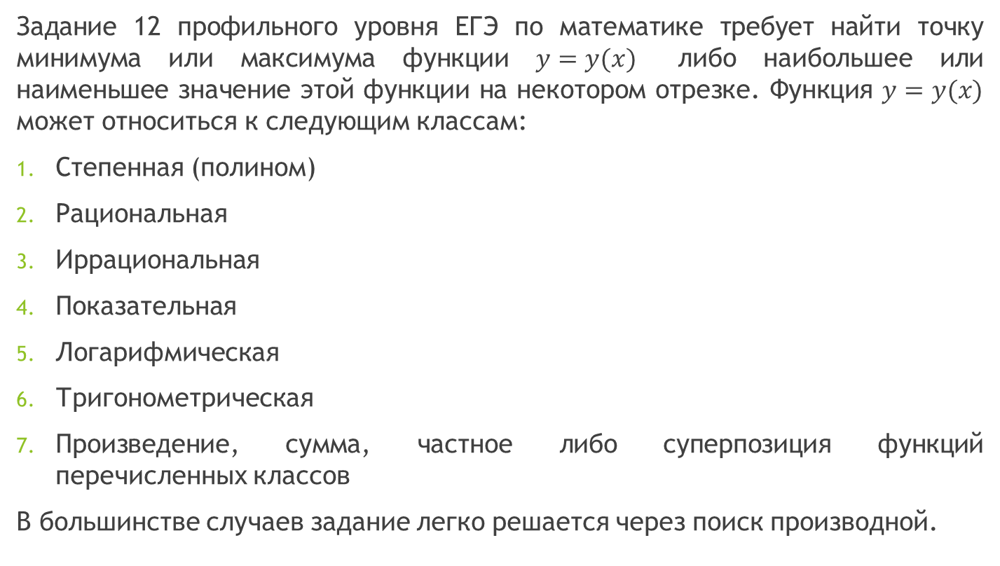 Задание 12 профильного уровня ЕГЭ по математике требует найти точку
минимума или максимума функции y = y(x) либо наибольшее или
наименьшее значение этой функции на некотором отрезке. Функция y = y(x)
может относиться к следующим классам:
1. Степенная (полином)
2. Рациональная
3. Иррациональная
4. Показательная
5. Логарифмическая
6. Тригонометрическая
7. Произведение, сумма, частное либо суперпозиция функций
перечисленных классов
В большинстве случаев задание легко решается через поиск производной.